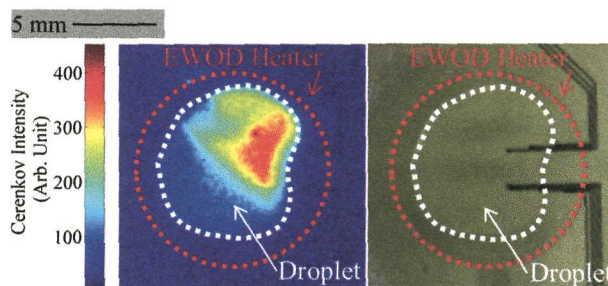 5 mm
EWOD Heater
EWOD Heater
400
300
200
100
Cerenkov Intensity
(Arb. Unit)
Droplet
Droplet